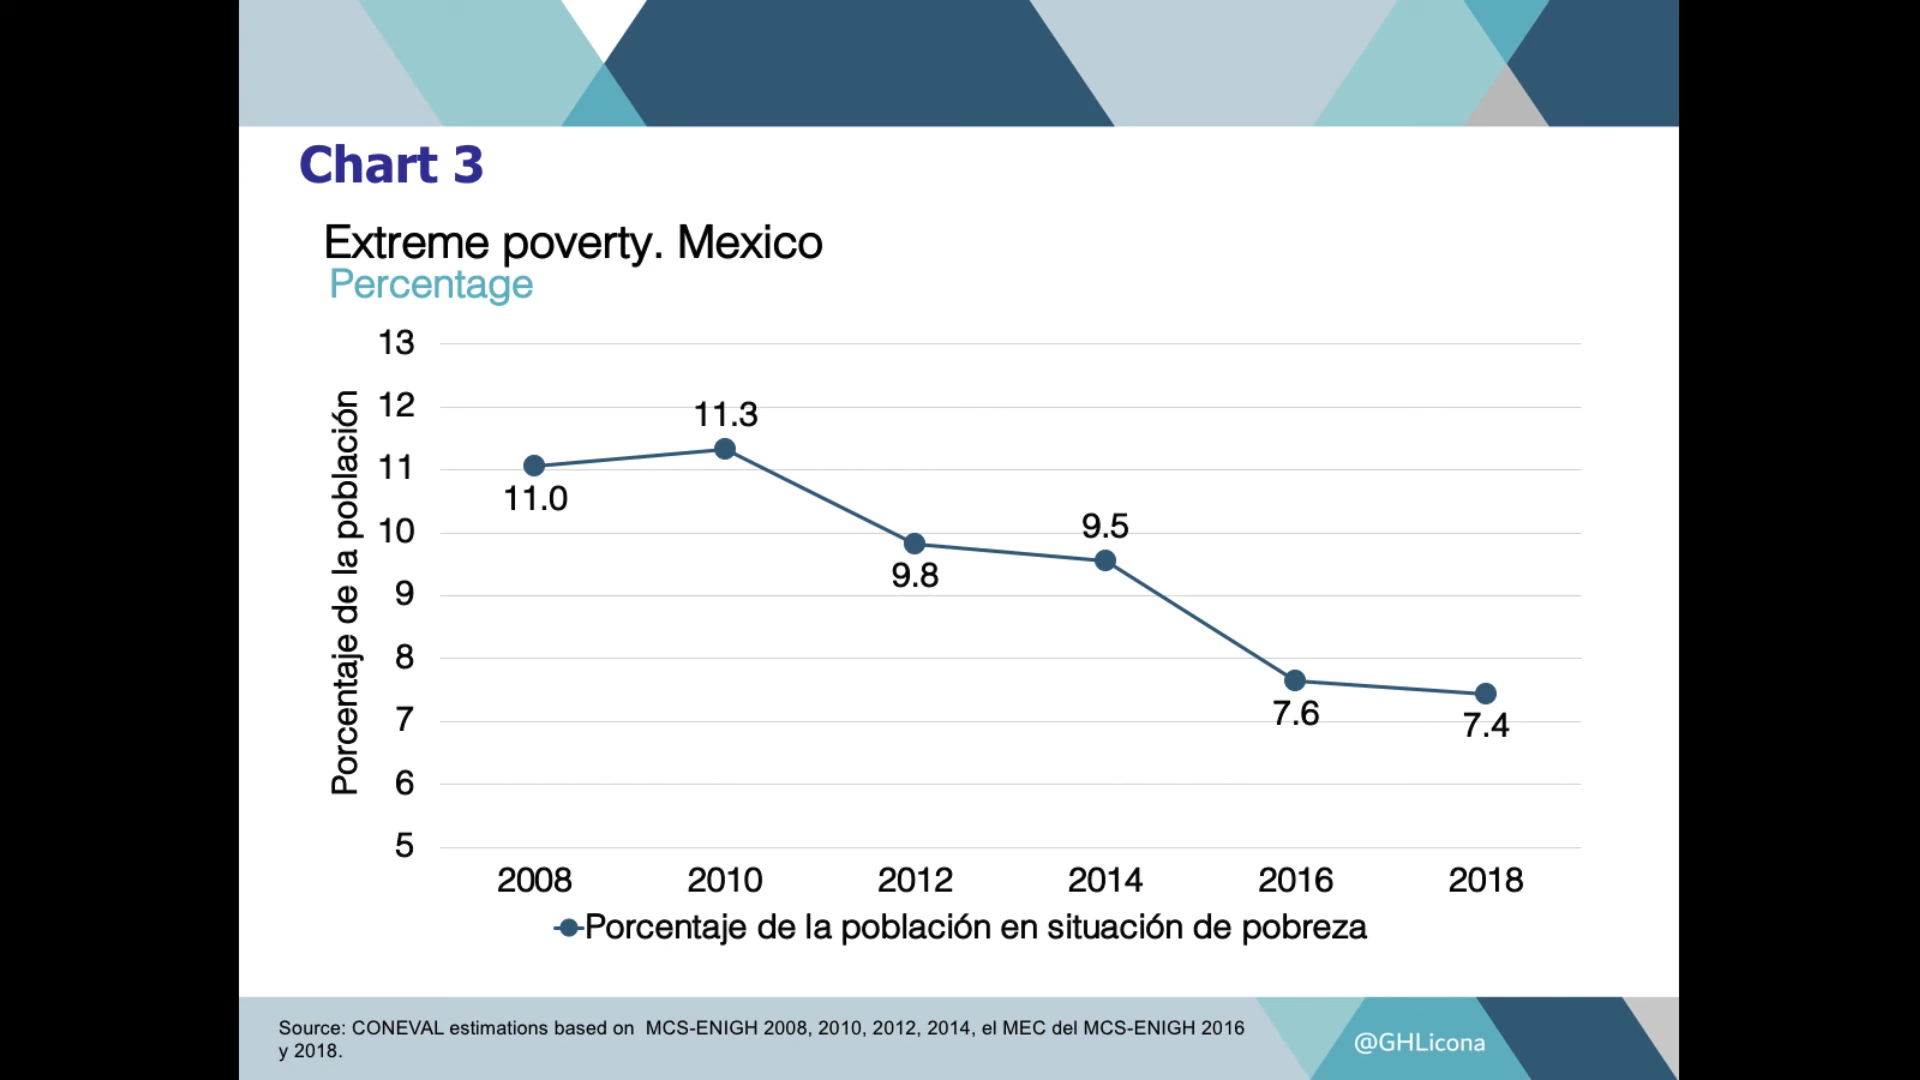 Chart 3
Extreme poverty. Mexico
Percentage
Porcentaje de la población
13
12
11
10
9
8
7
6
5
11.0
11.3
9.8
9.5
7.6
7.4
2008 2010 2012 2014 2016 2018
Porcentaje de la población en situación de pobreza
Source: CONEVAL estimations based on MCS-ENIGH 2008, 2010, 2012, 2014, el MEC del MCS-ENIGH 2016
y 2018.
@GHLicona